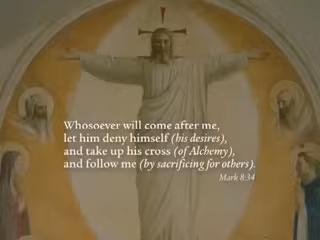 Whosoever will come after me,
let him deny himself (his desires),
and take up his cross (of Alchemy),
and follow me (by sacrificing for others).
Mark 8:34